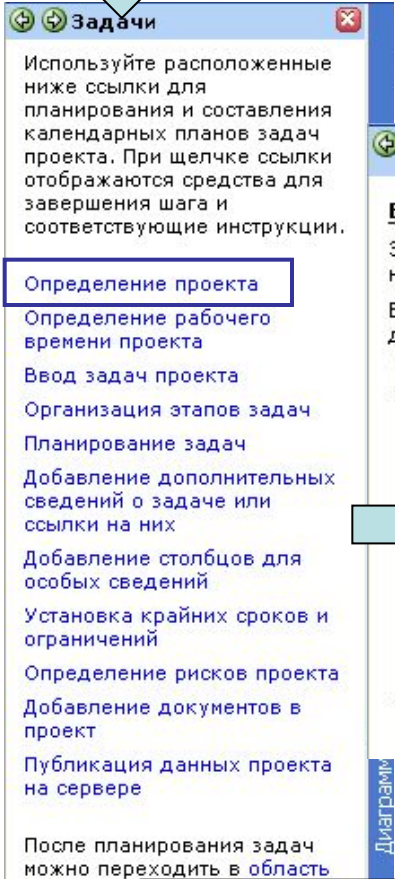 Задачи
Используйте расположенные
ниже ссылки для
планирования и составления
календарных планов задач
проекта. При щелчке ссылки
отображаются средства для
завершения шага и
соответствующие инструкции.
Определение проекта
Определение рабочего
времени проекта
Ввод задач проекта
Организация этапов задач
Планирование задач
Добавление дополнительных
сведений о задаче или
ссылки на них
Добавление столбцов для
особых сведений
Установка крайних сроков и
ограничений
Определение рисков проекта
Добавление документов в
проект
Публикация данных проекта
на сервере
После планирования задач
можно переходить в область
Диаграмм